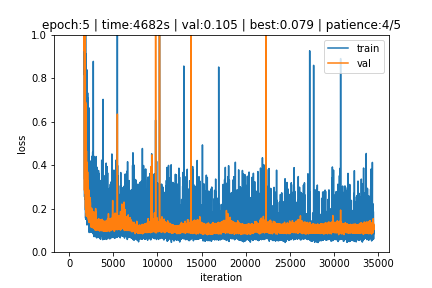 epoch:5 | time:4682s | val:0.105 | best:0.079 | patience:4/5
1.0
0.8
0.6
0.4
0.2
0.0
loss
train
val
0 5000 10000 15000 20000 25000 30000 35000
iteration